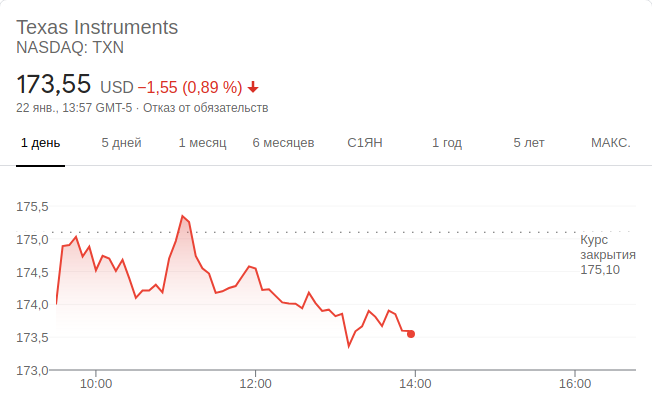 Texas Instruments
NASDAQ: TXN
173,55 USD −1,55 (0,89 %)
22 янв., 13:57 GMT-5 · Отказ от обязательств
1 день 5 дней 1 месяц 6 месяцев С1ЯН 1 год 5 лет МАКС.
175,5
175,0
174,5
174,0
173,5
173,0
Курс
закрытия
175,10
10:00 12:00 14:00 16:00